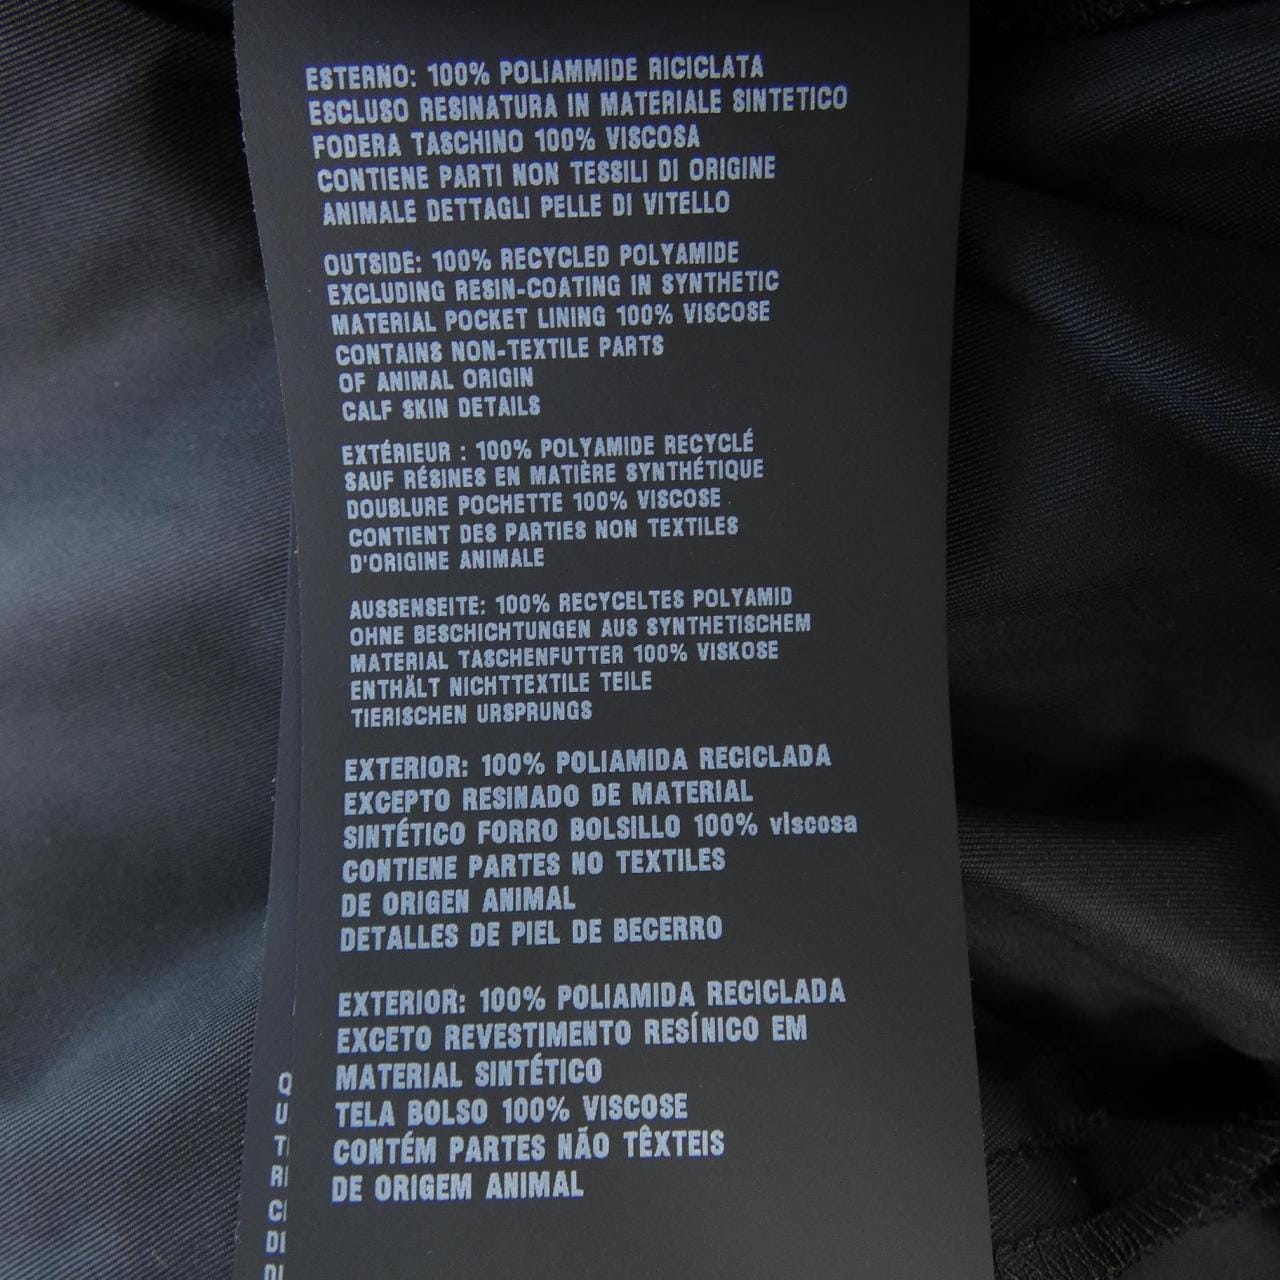 ESTERNO: 100% POLIAMMIDE RICICLATA
ESCLUSO RESINATURA IN MATERIALE SINTETICO
FODERA TASCHINO 100% VISCOSA
CONTIENE PARTI NON TESSILI DI ORIGINE
ANIMALE DETTAGLI PELLE DI VITELLO
OUTSIDE: 100% RECYCLED POLYAMIDE
EXCLUDING RESIN-COATING IN SYNTHETIC
MATERIAL POCKET LINING 100% VISCOSE
CONTAINS NON-TEXTILE PARTS
OF ANIMAL ORIGIN
CALF SKIN DETAILS
EXTÉRIEUR : 100% POLYAMIDE RECYCLÉ
SAUF RÉSINES EN MATIÈRE SYNTHÉTIQUE
DOUBLURE POCHETTE 100% VISCOSE
CONTIENT DES PARTIES NON TEXTILES
D'ORIGINE ANIMALE
AUSSENSEITE: 100% RECYCELTES POLYAMID
OHNE BESCHICHTUNGEN AUS SYNTHETISCHEM
MATERIAL TASCHENFUTTER 100% VISKOSE
ENTHÄLT NICHTTEXTILE TEILE
TIERISCHEN URSPRUNGS
EXTERIOR: 100% POLIAMIDA RECICLADA
EXCEPTO RESINADO DE MATERIAL
SINTÉTICO FORRO BOLSILLO 100% viscosa
CONTIENE PARTES NO TEXTILES
DE ORIGEN ANIMAL
DETALLES DE PIEL DE BECERRO
EXTERIOR: 100% POLIAMIDA RECICLADA
EXCETO REVESTIMENTO RESÍNICO EM
MATERIAL SINTÉTICO
TELA BOLSO 100% VISCOSE
CONTÉM PARTES NÃO TÊXTEIS
DE ORIGEM ANIMAL